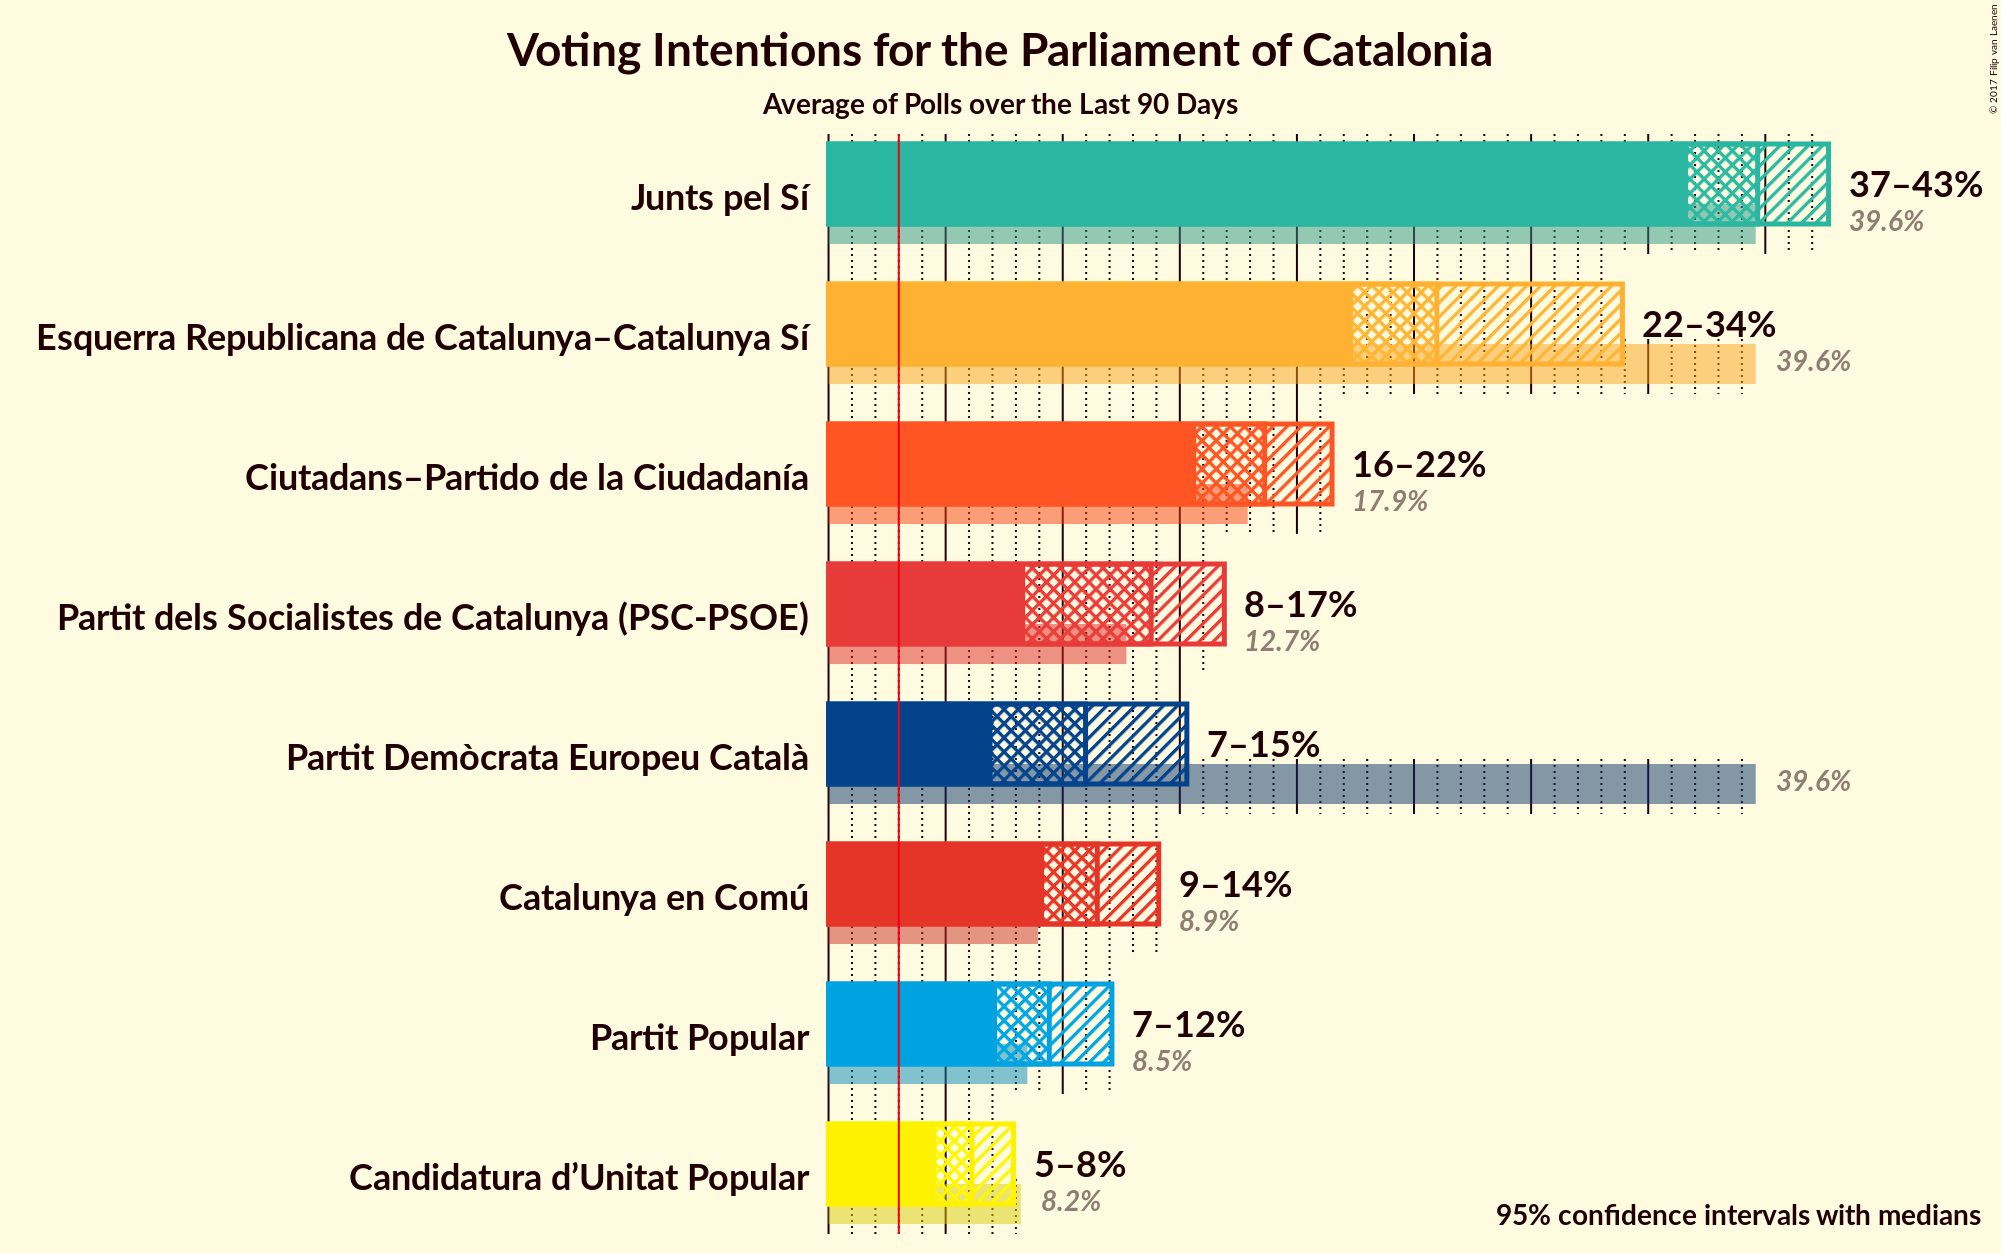 Voting Intentions for the Parliament of Catalonia
Average of Polls over the Last 90 Days
© 2017 Filip van Laenen
Junts pel Sí
37–43%
39.6%
Esquerra Republicana de Catalunya–Catalunya Sí
22–34%
39.6%
Ciutadans–Partido de la Ciudadanía
16–22%
17.9%
Partit dels Socialistes de Catalunya (PSC-PSOE)
8–17%
12.7%
Partit Demòcrata Europeu Català
7–15%
39.6%
Catalunya en Comú
9–14%
8.9%
Partit Popular
7–12%
8.5%
Candidatura d’Unitat Popular
5–8%
8.2%
95% confidence intervals with medians